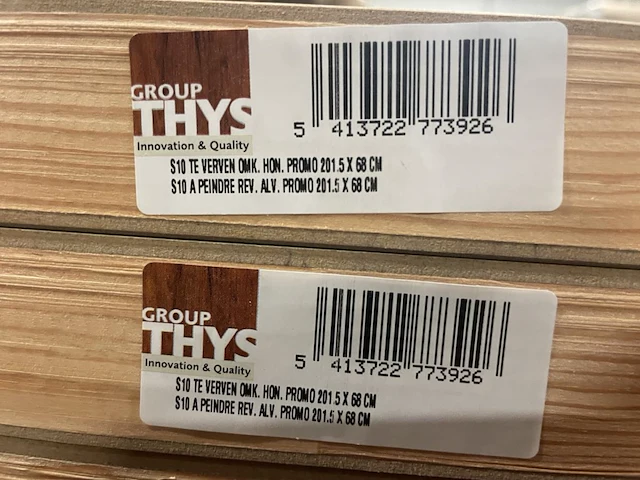 GROUP
THYS
Innovation & Quality
5 413722 773926
S10 TE VERVEN OMK. HON. PROMO 201.5 X 68 CM
S10 A PEINDRE REV. ALV. PROMO 201.5 X 68 CM
GROUP
THYS
Innovation & Quality
5 413722 773926
S10 TE VERVEN OMK. HON. PROMO 201.5 X 68 CM
S10 A PEINDRE REV. ALV. PROMO 201.5 X 68 CM